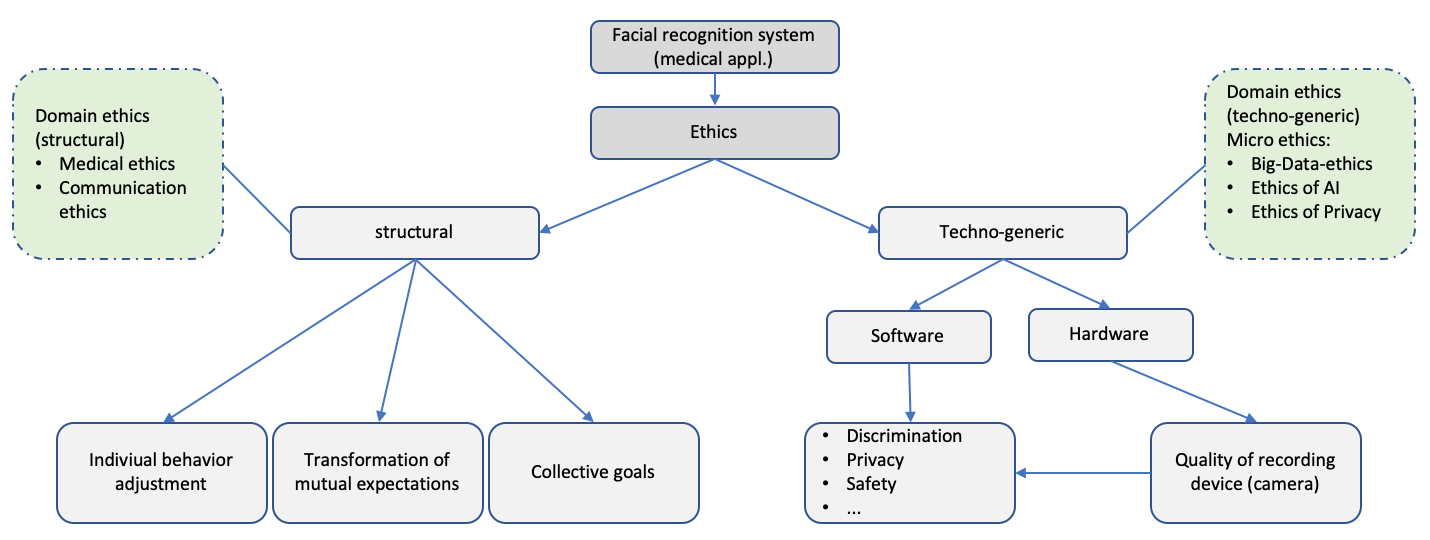 Facial recognition system
(medical appl.)
Ethics
Domain ethics
(structural)
• Medical ethics
• Communication
ethics
Domain ethics
(techno-generic)
Micro ethics:
• Big-Data-ethics
• Ethics of AI
• Ethics of Privacy
structural
Techno-generic
Software
Hardware
Indiviual behavior
adjustment
Transformation of
mutual expectations
Collective goals
• Discrimination
• Privacy
• Safety
• ...
Quality of recording
device (camera)